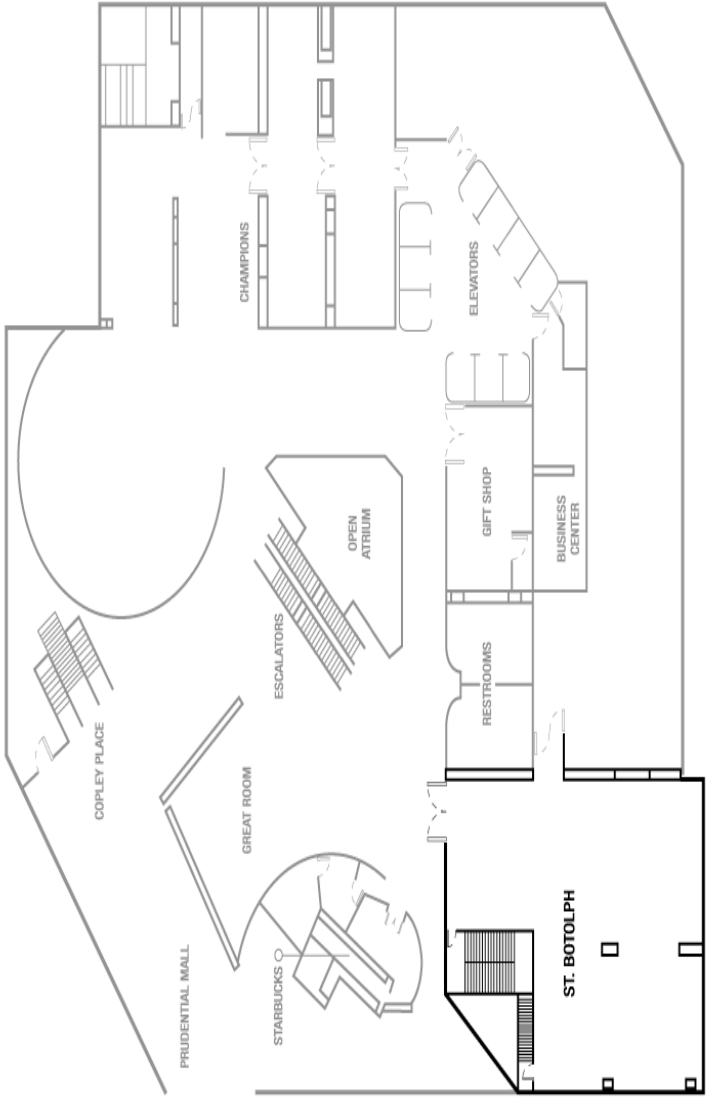 CHAMPIONS
ELEVATORS
GIFT SHOP
BUSINESS
CENTER
OPEN
ATRIUM
ESCALATORS
RESTROOMS
COPLEY PLACE
GREAT ROOM
PRUDENTIAL MALL
STARBUCKS
ST. BOTOLPH